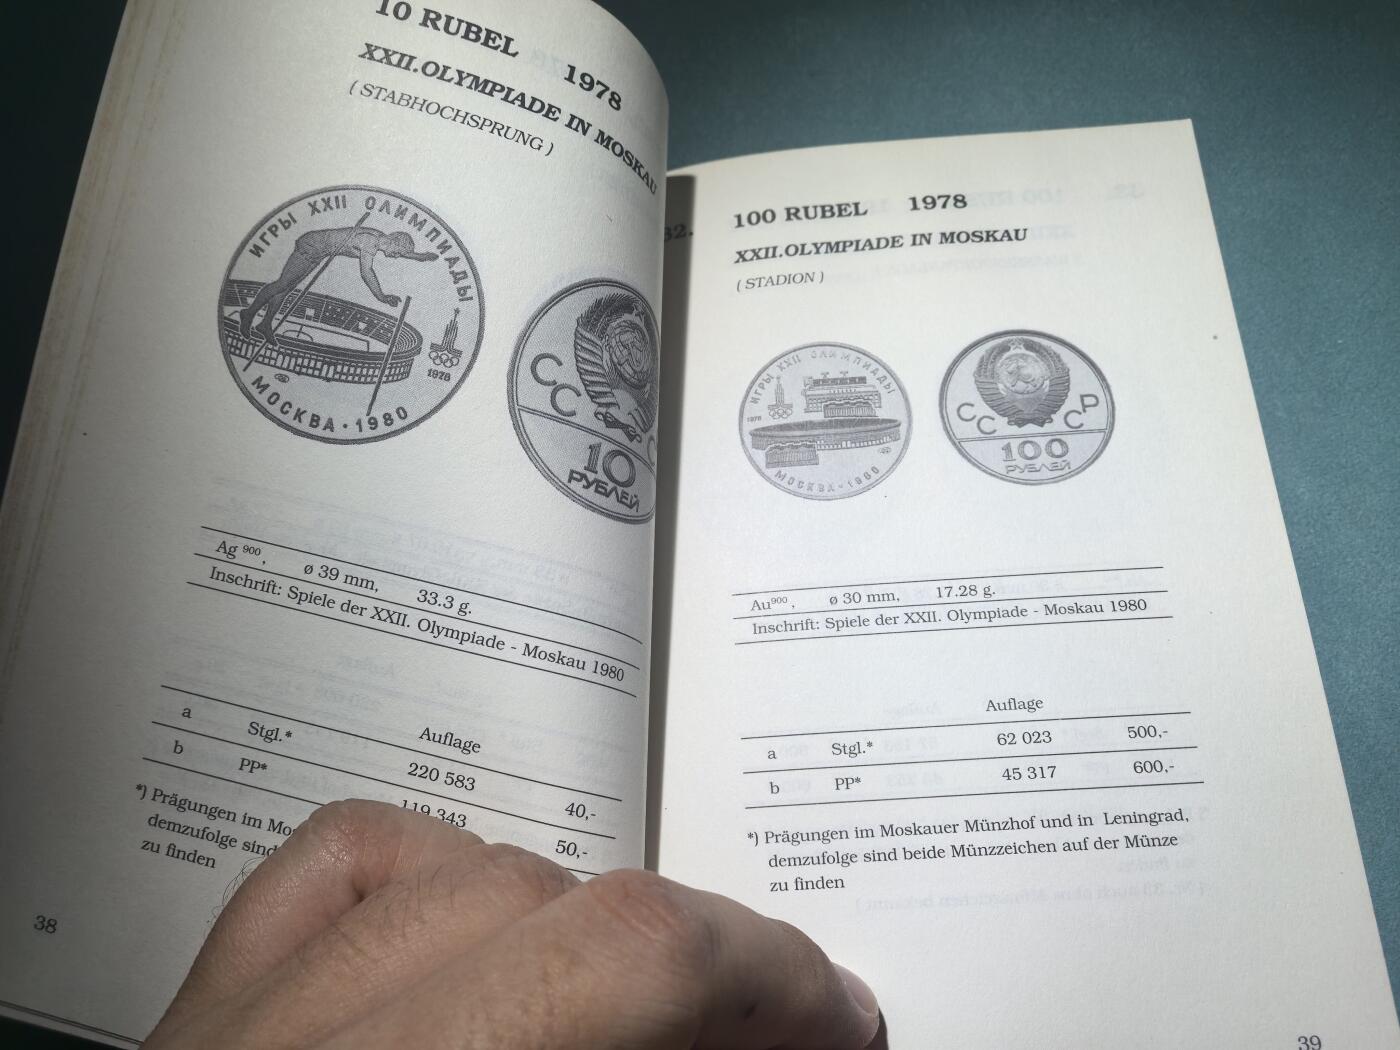 10 RUBEL 1978
XXII.OLYMPIADE IN MOSKAU
( STABHOCHSPRUNG )
ИГРЫ XXII ОЛИМПИАДЫ
1978
МОСКВА · 1980
СС
С
10
РУБЛЕЙ
Ag 900, ø 39 mm, 33.3 g.
Inschrift: Spiele der XXII. Olympiade - Moskau 1980
Auflage
a Stgl.* 220 583 40,-
b PP* 119 343 50,-
*) Prägungen im Mos
demzufolge sind
zu finden
38
32.
100 RUBEL 1978
XXII.OLYMPIADE IN MOSKAU
( STADION )
ИГРЫ XXII ОЛИМПИАДЫ
1978
МОСКВА · 1980
СС СР
100
РУБЛЕЙ
Au900, ø 30 mm, 17.28 g.
Inschrift: Spiele der XXII. Olympiade - Moskau 1980
Auflage
a Stgl.* 62 023 500,-
b PP* 45 317 600,-
*) Prägungen im Moskauer Münzhof und in Leningrad,
demzufolge sind beide Münzzeichen auf der Münze
zu finden
39